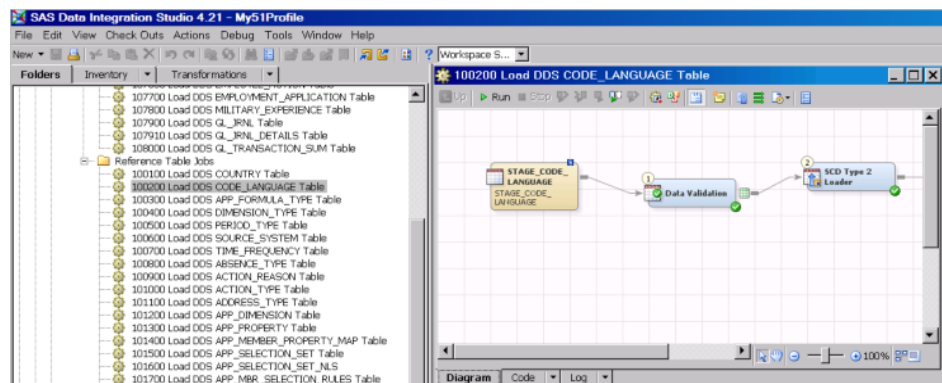 SAS Data Integration Studio 4.21 - My51Profile
File Edit View Check Outs Actions Debug Tools Window Help
New Workspace S...
Folders Inventory Transformations
107700 Load DDS EMPLOYMENT_APPLICATION Table
107800 Load DDS MILITARY_EXPERIENCE Table
107900 Load DDS GL_JRNL Table
107910 Load DDS GL_JRNL_DETAILS Table
108000 Load DDS GL_TRANSACTION_SUM Table
Reference Table Jobs
100100 Load DDS COUNTRY Table
100200 Load DDS CODE_LANGUAGE Table
100300 Load DDS APP_FORMULA_TYPE Table
100400 Load DDS DIMENSION_TYPE Table
100500 Load DDS PERIOD_TYPE Table
100600 Load DDS SOURCE_SYSTEM Table
100700 Load DDS TIME_FREQUENCY Table
100800 Load DDS ABSENCE_TYPE Table
100900 Load DDS ACTION_REASON Table
101000 Load DDS ACTION_TYPE Table
101100 Load DDS ADDRESS_TYPE Table
101200 Load DDS APP_DIMENSION Table
101300 Load DDS APP_PROPERTY Table
101400 Load DDS APP_MEMBER_PROPERTY_MAP Table
101500 Load DDS APP_SELECTION_SET Table
101600 Load DDS APP_SELECTION_SET_NLS
101700 Load DDS APP_MBR_SELECTION_RULES Table
100200 Load DDS CODE_LANGUAGE Table
Up Run Stop
STAGE_CODE_
LANGUAGE
STAGE_CODE_
LANGUAGE
1
Data Validation
2
SCD Type 2
Loader
100%
Diagram Code Log